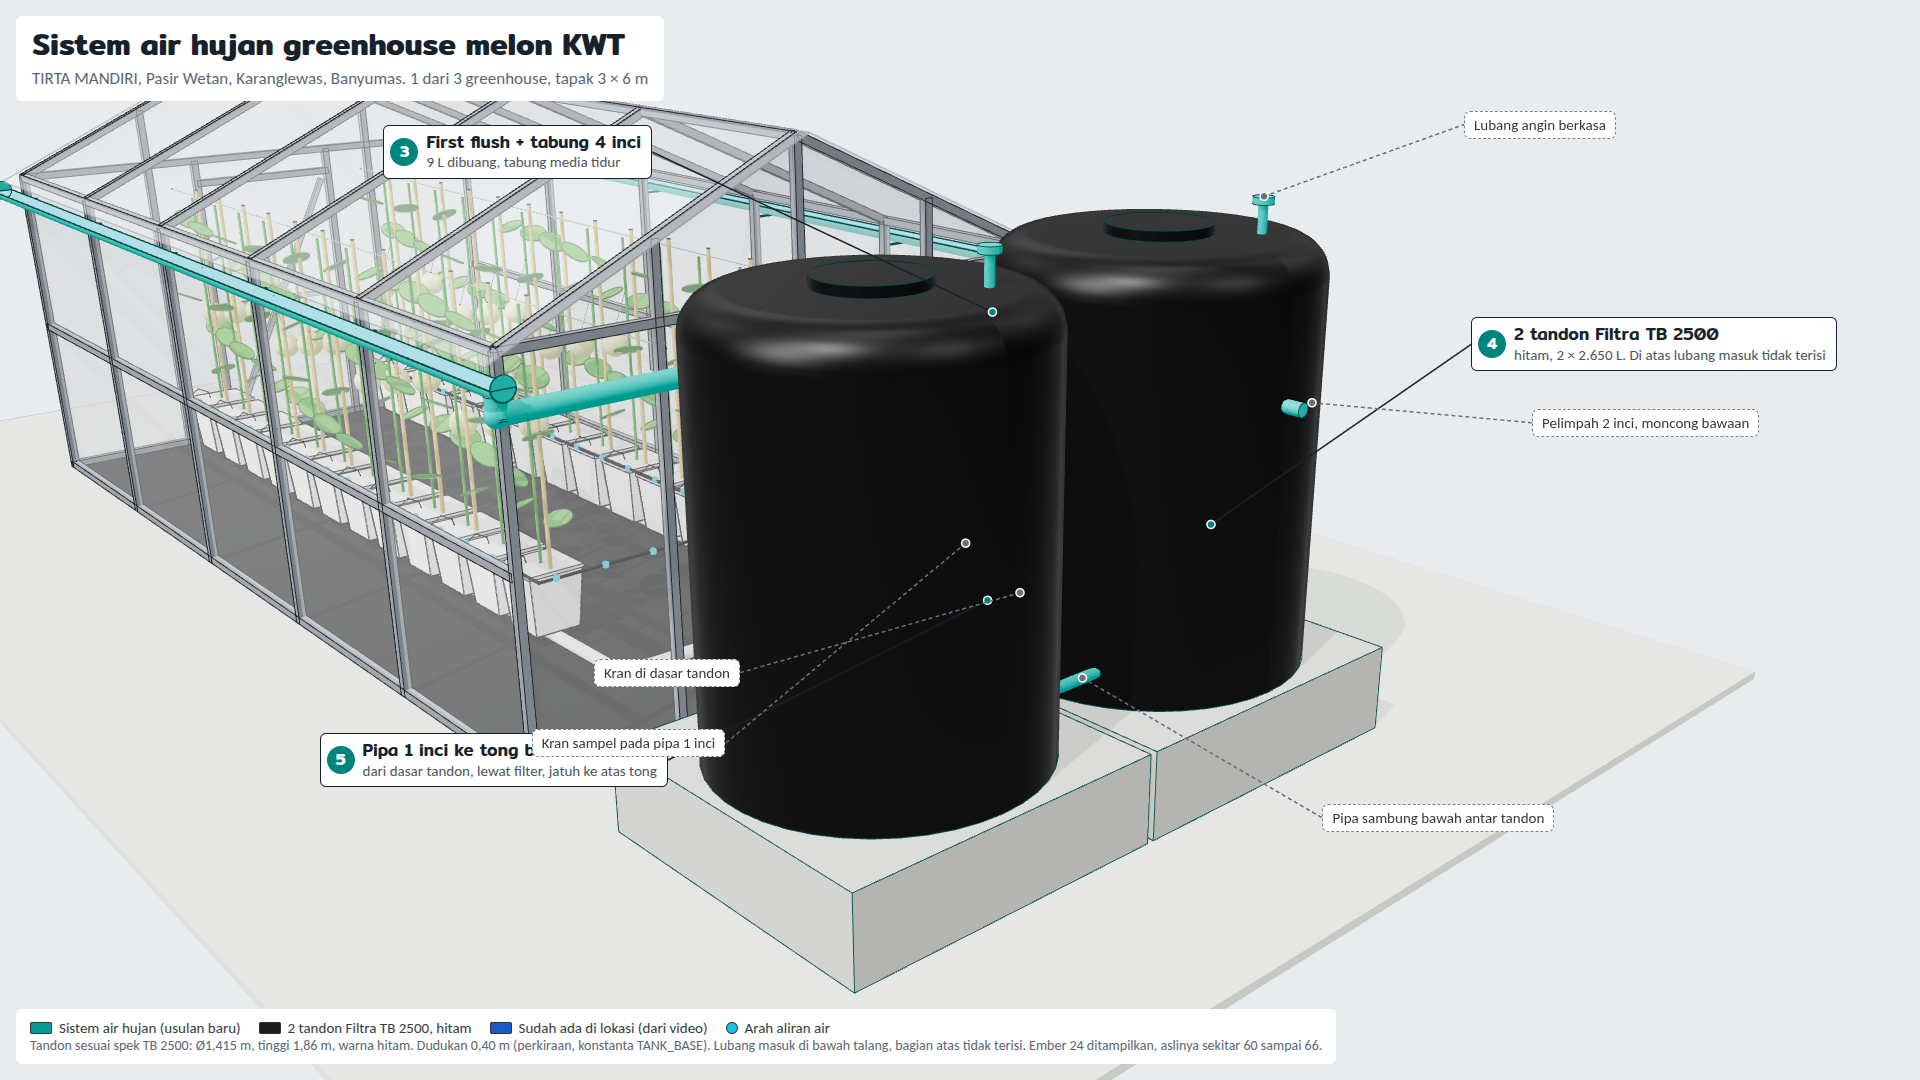 Sistem air hujan greenhouse melon KWT
TIRTA MANDIRI, Pasir Wetan, Karanglewas, Banyumas. 1 dari 3 greenhouse, tapak 3 × 6 m
Lubang angin berkasa
3
First flush + tabung 4 inci
9 L dibuang, tabung media tidur
4
2 tandon Filtra TB 2500
hitam, 2 × 2.650 L. Di atas lubang masuk tidak terisi
Pelimpah 2 inci, moncong bawaan
Kran di dasar tandon
Kran sampel pada pipa 1 inci
5
Pipa 1 inci ke tong
dari dasar tandon, lewat filter, jatuh ke atas tong
Pipa sambung bawah antar tandon
Sistem air hujan (usulan baru)
2 tandon Filtra TB 2500, hitam
Sudah ada di lokasi (dari video)
Arah aliran air
Tandon sesuai spek TB 2500: Ø1,415 m, tinggi 1,86 m, warna hitam. Dudukan 0,40 m (perkiraan, konstanta TANK_BASE). Lubang masuk di bawah talang, bagian atas tidak terisi. Ember 24 ditampilkan, aslinya sekitar 60 sampai 66.